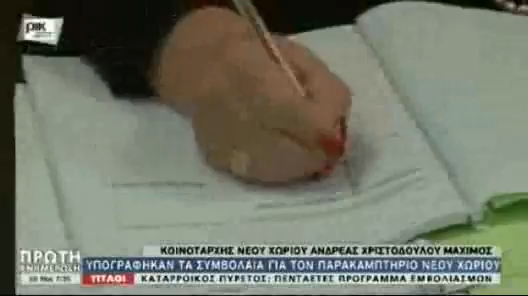 ΡΙΚ
ΚΟΙΝΟΤΑΡΧΗΣ ΝΕΟΥ ΧΩΡΙΟΥ ΑΝΔΡΕΑΣ ΧΡΙΣΤΟΔΟΥΛΟΥ ΜΑΧΙΜΟΣ
ΠΡΩΤΗ
ΕΝΗΜΕΡΩΣΗ
ΥΠΟΓΡΑΦΗΚΑΝ ΤΑ ΣΥΜΒΟΛΑΙΑ ΓΙΑ ΤΟΝ ΠΑΡΑΚΑΜΠΤΗΡΙΟ ΝΕΟΥ ΧΩΡΙΟΥ
ΤΙΤΛΟΙ ΚΑΤΑΡΡΟΙΚΟΣ ΠΥΡΕΤΟΣ: ΠΕΝΤΑΕΤΕΣ ΠΡΟΓΡΑΜΜΑ ΕΜΒΟΛΙΑΣΜΩΝ